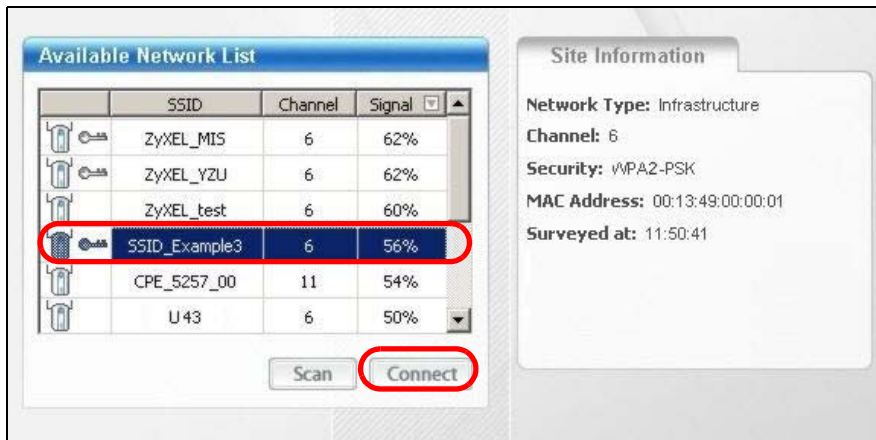 Available Network List
SSID Channel Signal
ZyXEL_MIS 6 62%
ZyXEL_YZU 6 62%
ZyXEL_test 6 60%
SSID_Example3 6 56%
CPE_5257_00 11 54%
U43 6 50%
Scan Connect
Site Information
Network Type: Infrastructure
Channel: 6
Security: WPA2-PSK
MAC Address: 00:13:49:00:00:01
Surveyed at: 11:50:41